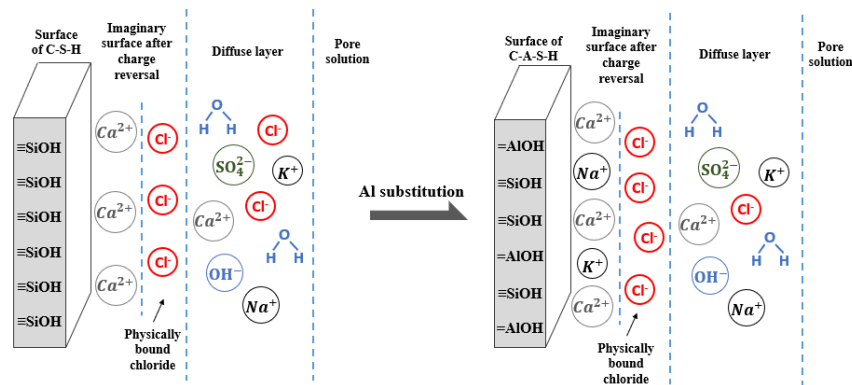 Surface
of C-S-H
Imaginary
surface after
charge
reversal
Diffuse layer
Pore
solution
≡SiOH
≡SiOH
≡SiOH
≡SiOH
≡SiOH
≡SiOH
Ca²⁺
Ca²⁺
Ca²⁺
Cl⁻
Cl⁻
Cl⁻
O
H H
Cl⁻
SO₄²⁻
K⁺
Cl⁻
Ca²⁺
O
H H
OH⁻
Na⁺
Physically
bound
chloride
Al substitution
Surface of
C-A-S-H
Imaginary
surface after
charge
reversal
Diffuse layer
Pore
solution
=AlOH
≡SiOH
≡SiOH
=AlOH
≡SiOH
=AlOH
Ca²⁺
Na⁺
Ca²⁺
K⁺
Ca²⁺
Cl⁻
Cl⁻
Cl⁻
Cl⁻
O
H H
SO₄²⁻
K⁺
Cl⁻
Ca²⁺
O
H H
OH⁻
Na⁺
Physically
bound
chloride